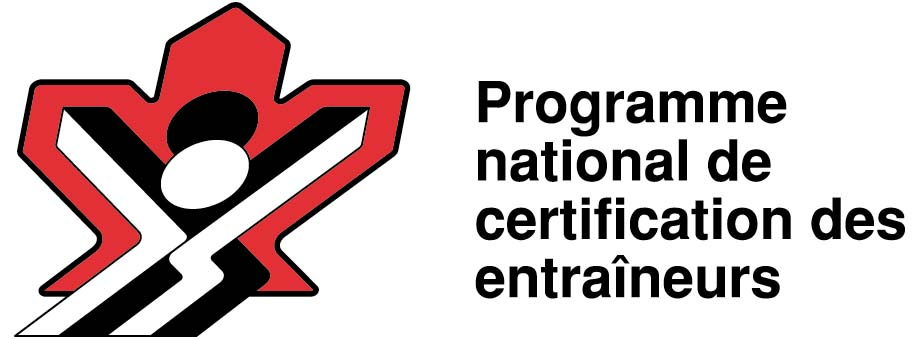 Programme
national de
certification des
entraîneurs